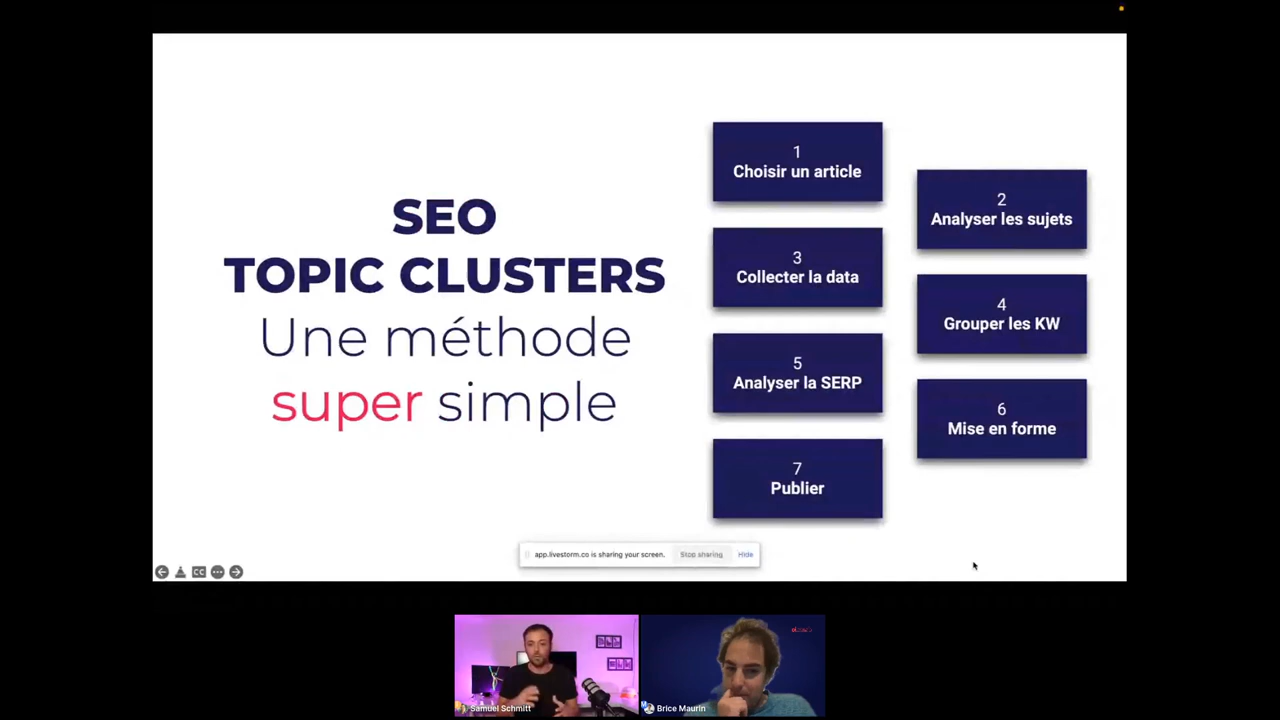 SEO
TOPIC CLUSTERS
Une méthode
super simple
1
Choisir un article
2
Analyser les sujets
3
Collecter la data
4
Grouper les KW
5
Analyser la SERP
6
Mise en forme
7
Publier
app.livestorm.co is sharing your screen. Stop sharing Hide
CC
Samuel Schmitt
Brice Maurin